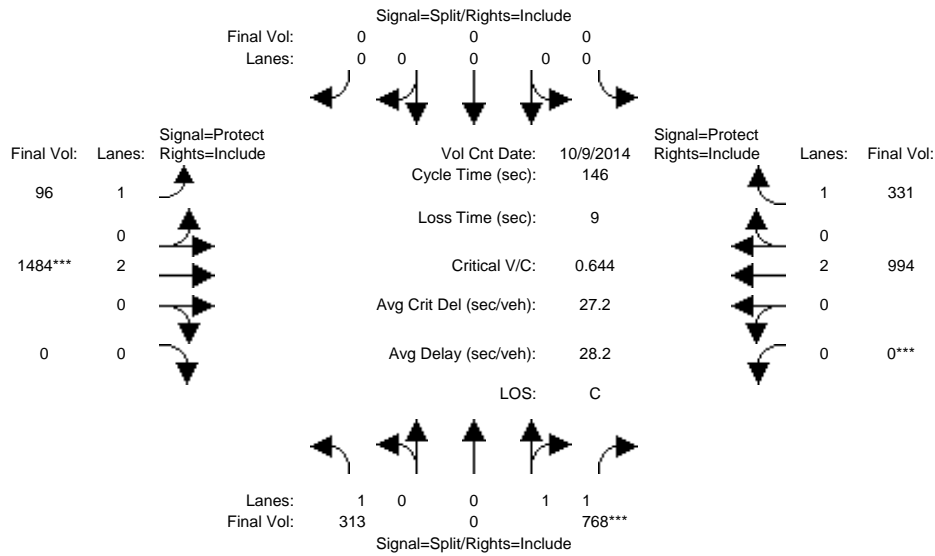 Signal=Split/Rights=Include
Final Vol: 0 0 0
Lanes: 0 0 0 0 0
Signal=Protect Signal=Protect
Final Vol: Lanes: Rights=Include Vol Cnt Date: 10/9/2014 Rights=Include Lanes: Final Vol:
Cycle Time (sec): 146
96 1 1 331
Loss Time (sec): 9
0 0
1484*** 2 Critical V/C: 0.644 2 994
0 Avg Crit Del (sec/veh): 27.2 0
0 0 Avg Delay (sec/veh): 28.2 0 0***
LOS: C
Lanes: 1 0 0 1 1
Final Vol: 313 0 768***
Signal=Split/Rights=Include